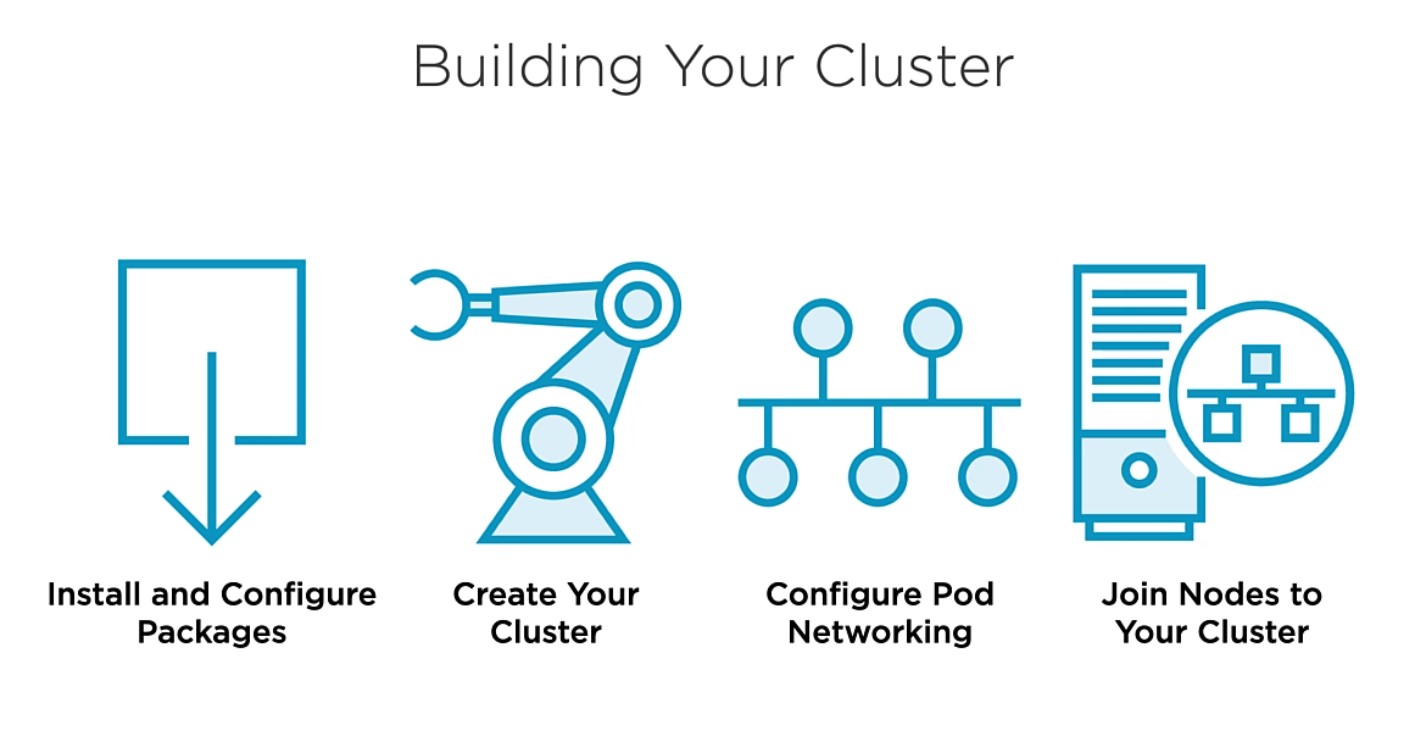 Building Your Cluster
Install and Configure
Packages
Create Your
Cluster
Configure Pod
Networking
Join Nodes to
Your Cluster